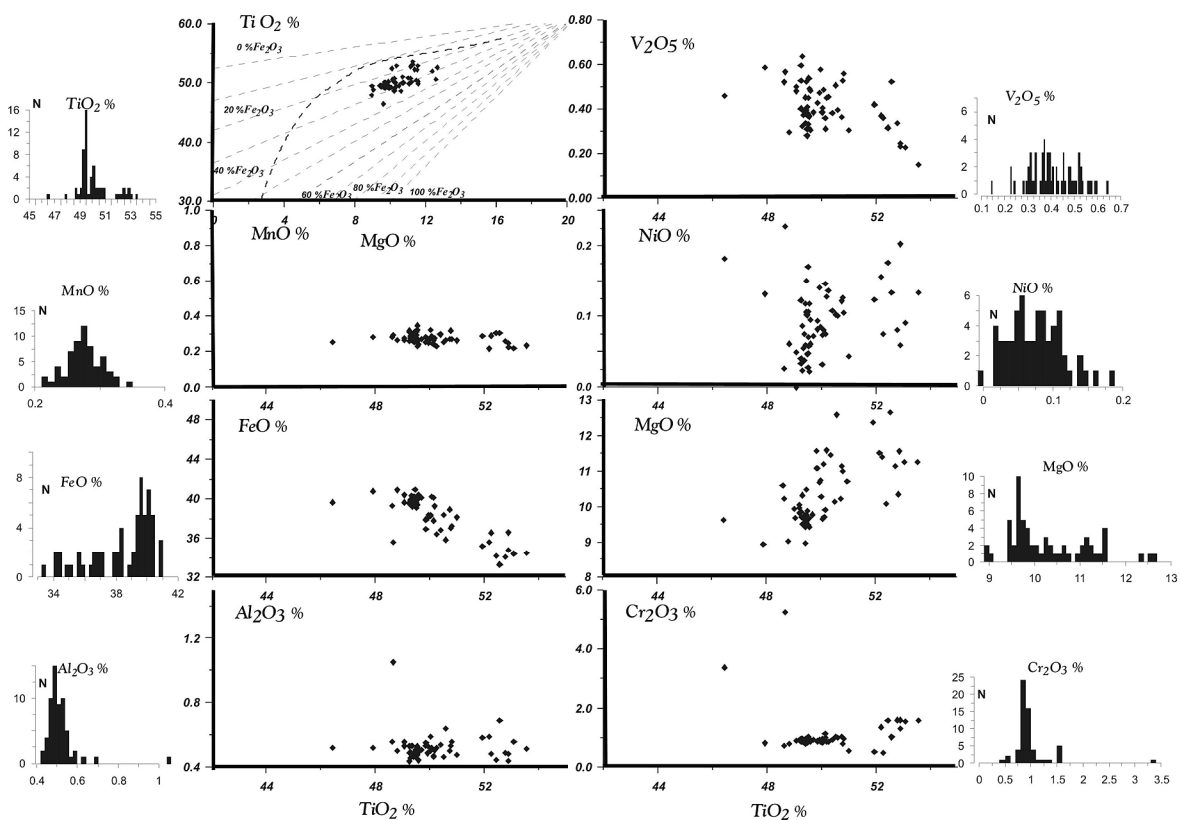 Ti O2 %
60.0
50.0
40.0
30.0
0 %Fe2O3
20 %Fe2O3
40 %Fe2O3
60 %Fe2O3
80 %Fe2O3
100 %Fe2O3
0 4 8 12 16 20
MgO %
V2O5 %
0.80
0.60
0.40
0.20
0.00
44 48 52
N
TiO2 %
16
12
8
4
0
45 47 49 51 53 55
V2O5 %
N
6
4
2
0
0.1 0.2 0.3 0.4 0.5 0.6 0.7
MnO %
1.0
0.8
0.6
0.4
0.2
0.0
44 48 52
NiO %
0.2
0.1
0.0
44 48 52
MnO %
N
15
10
5
0
0.2 0.4
NiO %
N
6
4
2
0
0 0.1 0.2
FeO %
48
44
40
36
32
44 48 52
MgO %
13
12
11
10
9
8
44 48 52
FeO %
N
8
4
0
34 38 42
MgO %
N
10
8
6
4
2
0
9 10 11 12 13
Al2O3 %
1.2
0.8
0.4
44 48 52
TiO2 %
Cr2O3 %
6.0
4.0
2.0
0.0
44 48 52
TiO2 %
Al2O3 %
N
10
0
0.4 0.6 0.8 1
Cr2O3 %
N
25
20
15
10
5
0
0 0.5 1 1.5 2 2.5 3 3.5